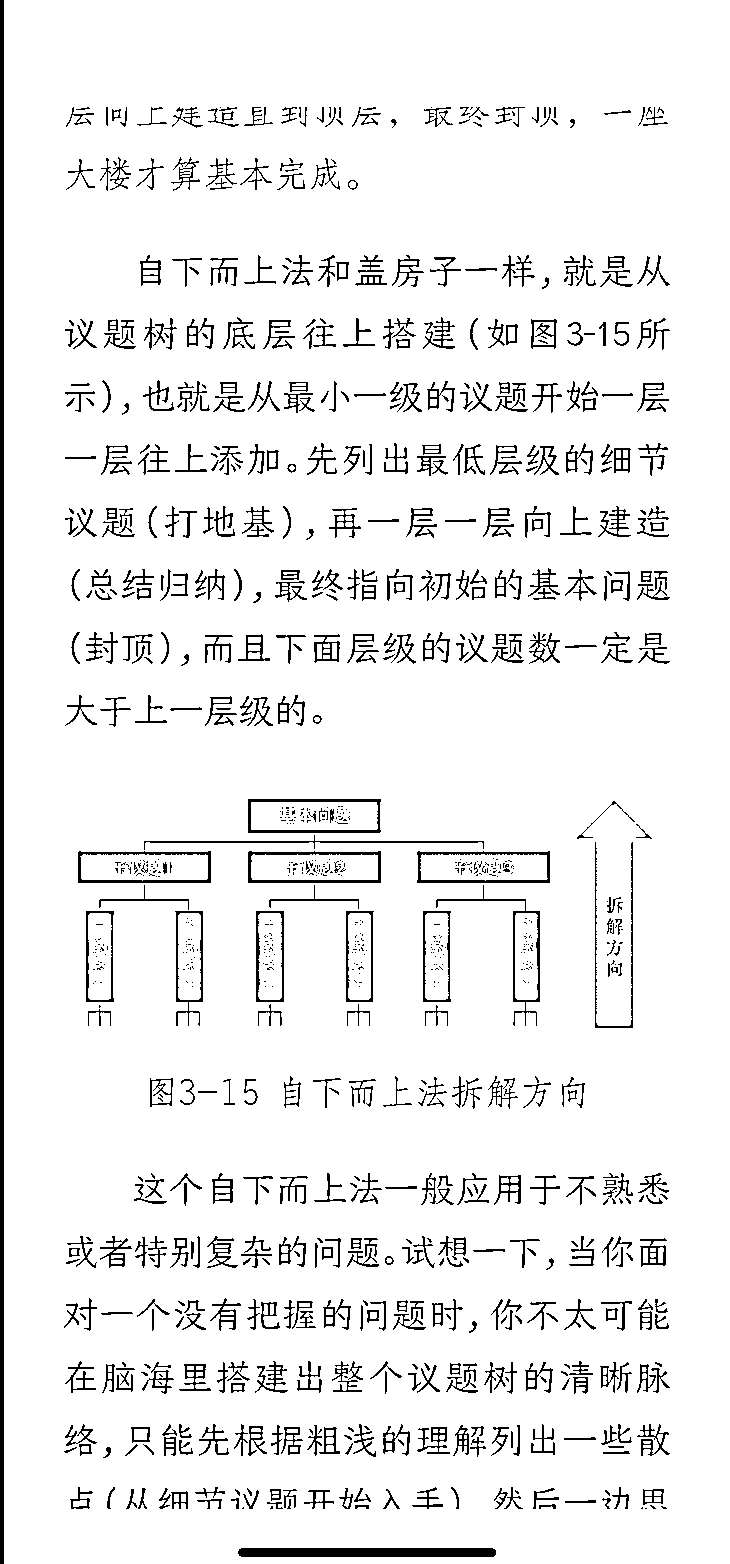 层向上建造直到顶层，最终封顶，一座
大楼才算基本完成。
自下而上法和盖房子一样，就是从
议题树的底层往上搭建（如图3-15所
示），也就是从最小一级的议题开始一层
一层往上添加。先列出最低层级的细节
议题（打地基），再一层一层向上建造
（总结归纳），最终指向初始的基本问题
（封顶），而且下面层级的议题数一定是
大于上一层级的。
基本问题
子议题1
子议题2
子议题3
拆解方向
图3-15 自下而上法拆解方向
这个自下而上法一般应用于不熟悉
或者特别复杂的问题。试想一下，当你面
对一个没有把握的问题时，你不太可能
在脑海里搭建出整个议题树的清晰脉
络，只能先根据粗浅的理解列出一些散
点（从细节议题开始入手），然后一边思